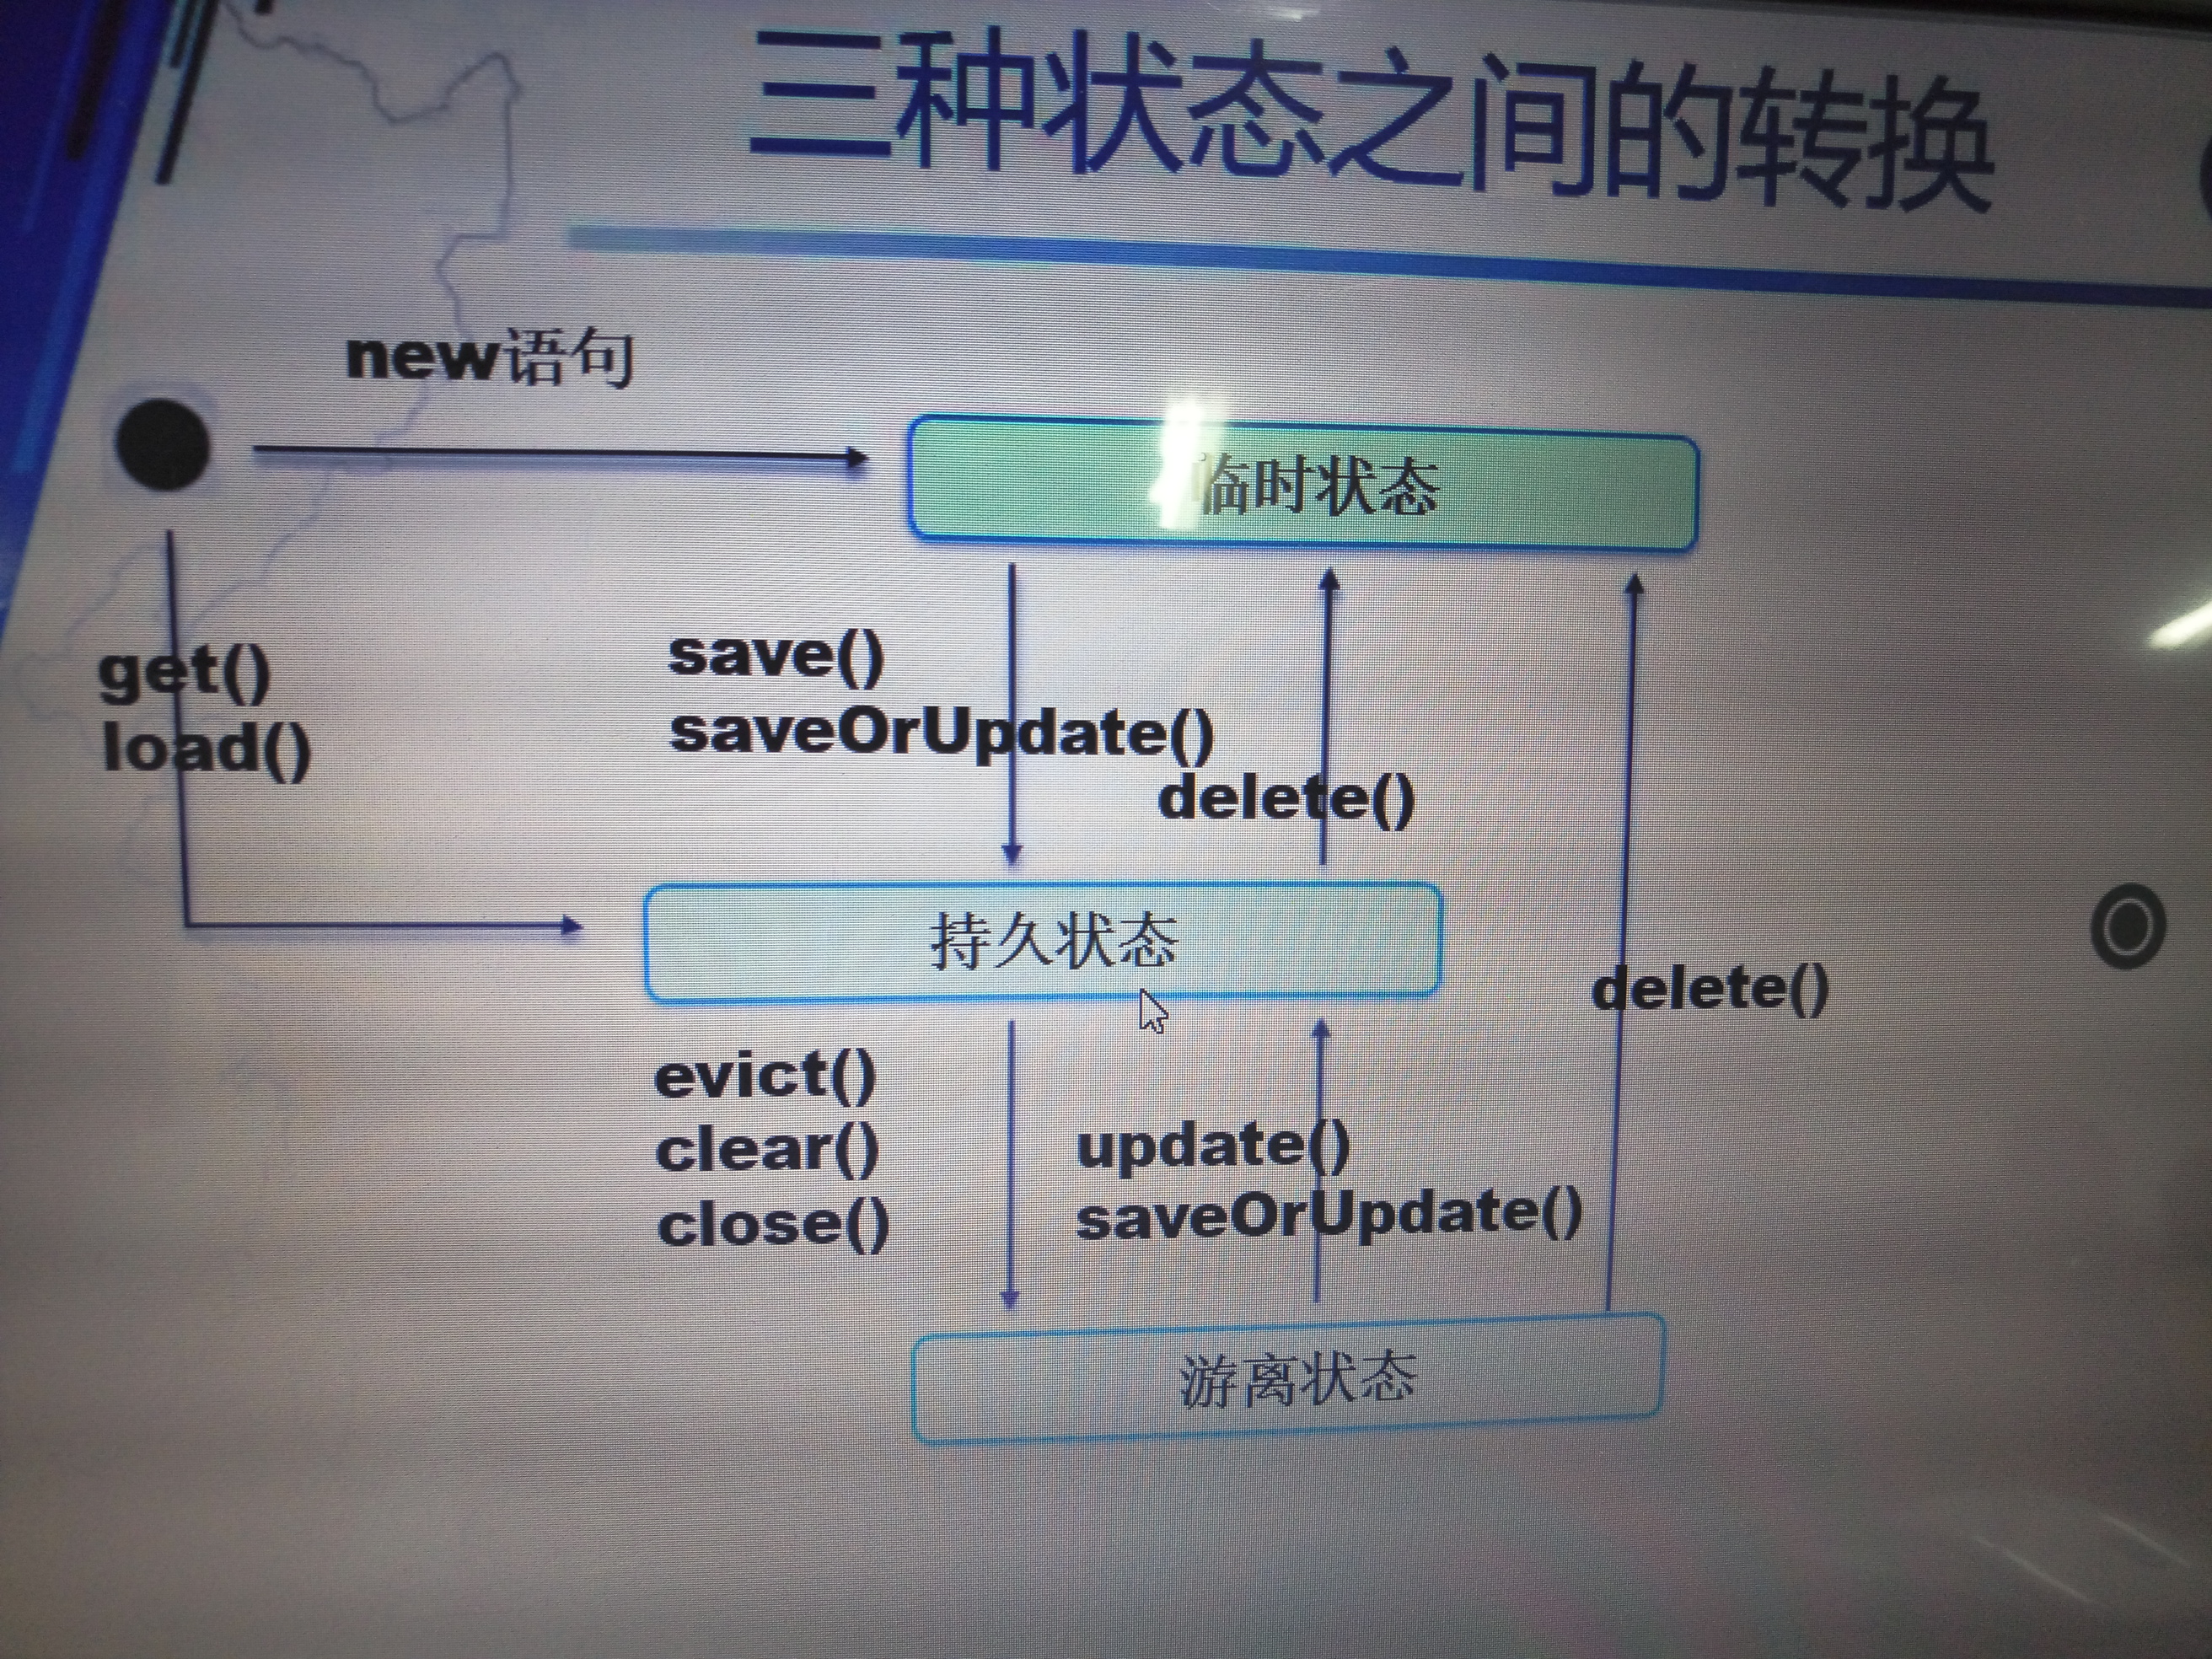 三种状态之间的转换
new语句
临时状态
get()
load()
save()
saveOrUpdate()
delete()
持久状态
delete()
evict()
clear()
close()
update()
saveOrUpdate()
游离状态